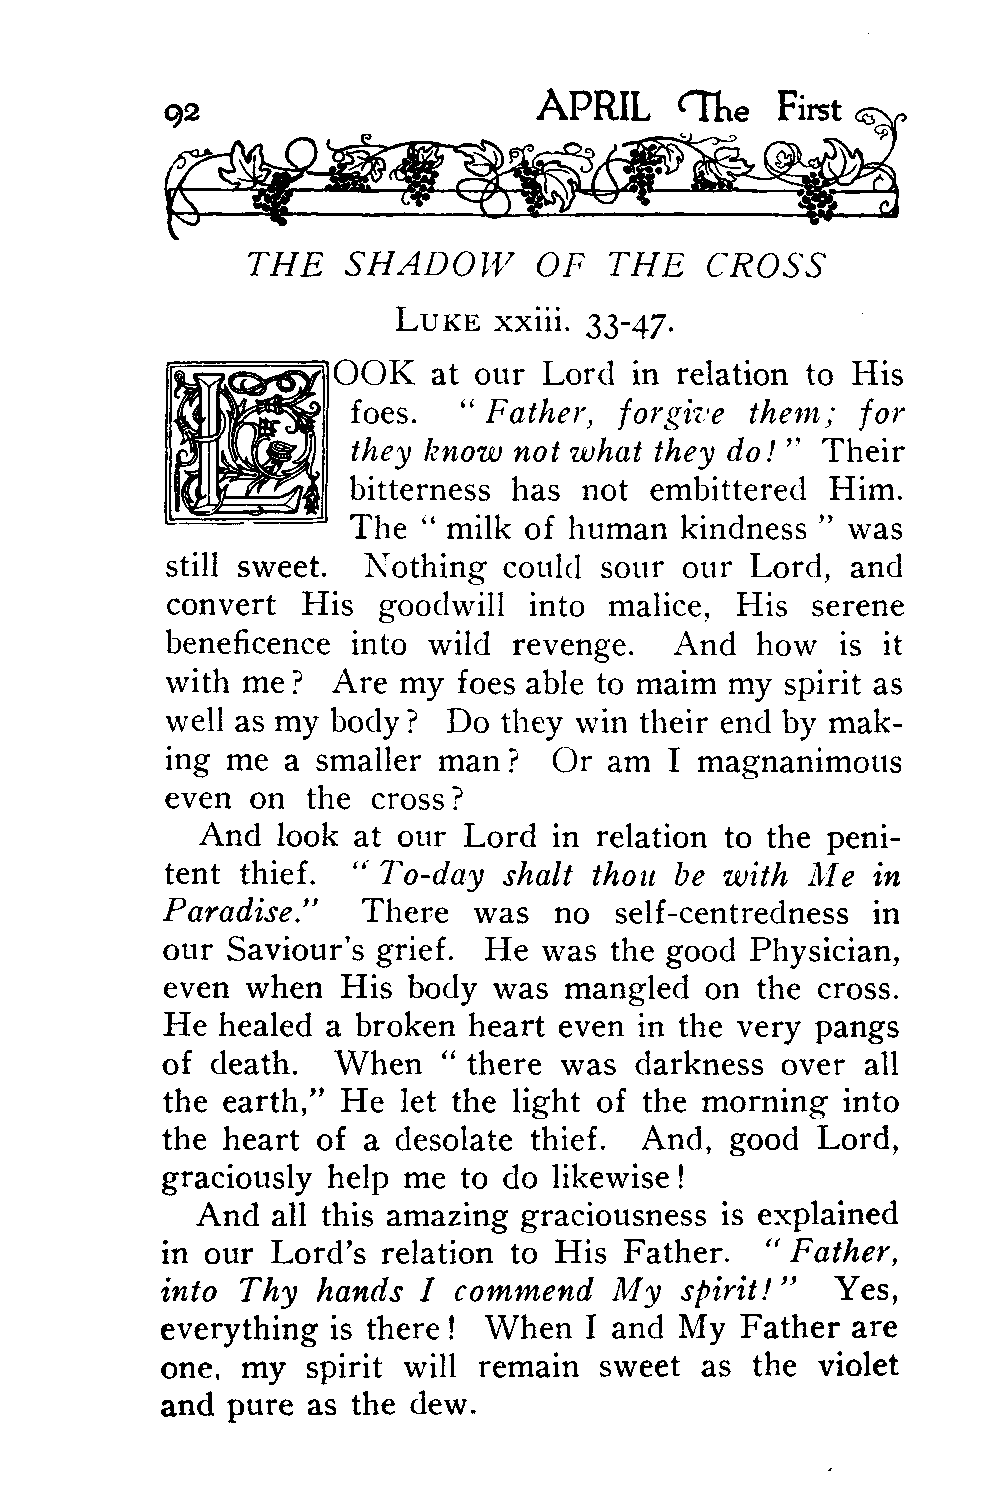 92 APRIL The First
THE SHADOW OF THE CROSS
LUKE xxiii. 33-47.
LOOK at our Lord in relation to His
foes. “ Father, forgive them; for
they know not what they do! ” Their
bitterness has not embittered Him.
The “ milk of human kindness ” was
still sweet. Nothing could sour our Lord, and
convert His goodwill into malice, His serene
beneficence into wild revenge. And how is it
with me? Are my foes able to maim my spirit as
well as my body? Do they win their end by mak-
ing me a smaller man? Or am I magnanimous
even on the cross?
And look at our Lord in relation to the peni-
tent thief. “ To-day shalt thou be with Me in
Paradise.” There was no self-centredness in
our Saviour’s grief. He was the good Physician,
even when His body was mangled on the cross.
He healed a broken heart even in the very pangs
of death. When “ there was darkness over all
the earth,” He let the light of the morning into
the heart of a desolate thief. And, good Lord,
graciously help me to do likewise!
And all this amazing graciousness is explained
in our Lord’s relation to His Father. “ Father,
into Thy hands I commend My spirit! ” Yes,
everything is there! When I and My Father are
one, my spirit will remain sweet as the violet
and pure as the dew.